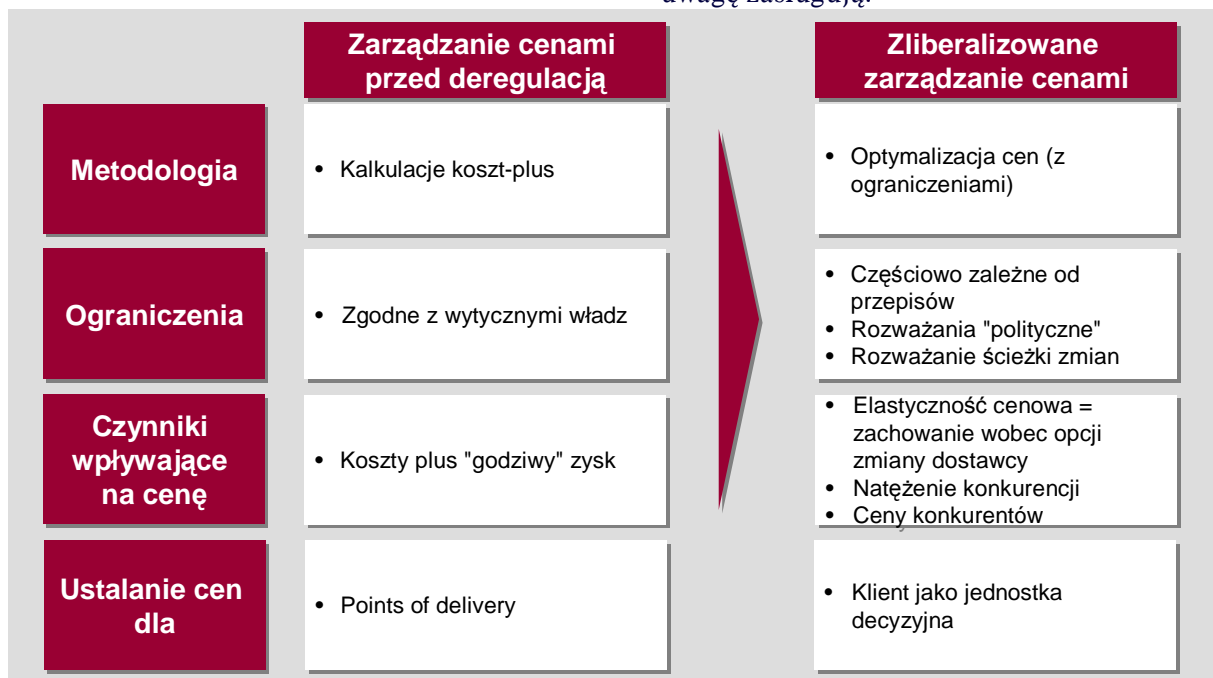 uwagę zasługują:
Zarządzanie cenami
przed deregulacją
Zliberalizowane
zarządzanie cenami
Metodologia
• Kalkulacje koszt-plus
• Optymalizacja cen (z
ograniczeniami)
Ograniczenia
• Zgodne z wytycznymi władz
• Częściowo zależne od
przepisów
• Rozważania "polityczne"
• Rozważanie ścieżki zmian
Czynniki
wpływające
na cenę
• Koszty plus "godziwy" zysk
• Elastyczność cenowa =
zachowanie wobec opcji
zmiany dostawcy
• Natężenie konkurencji
• Ceny konkurentów
Ustalanie cen
dla
• Points of delivery
• Klient jako jednostka
decyzyjna